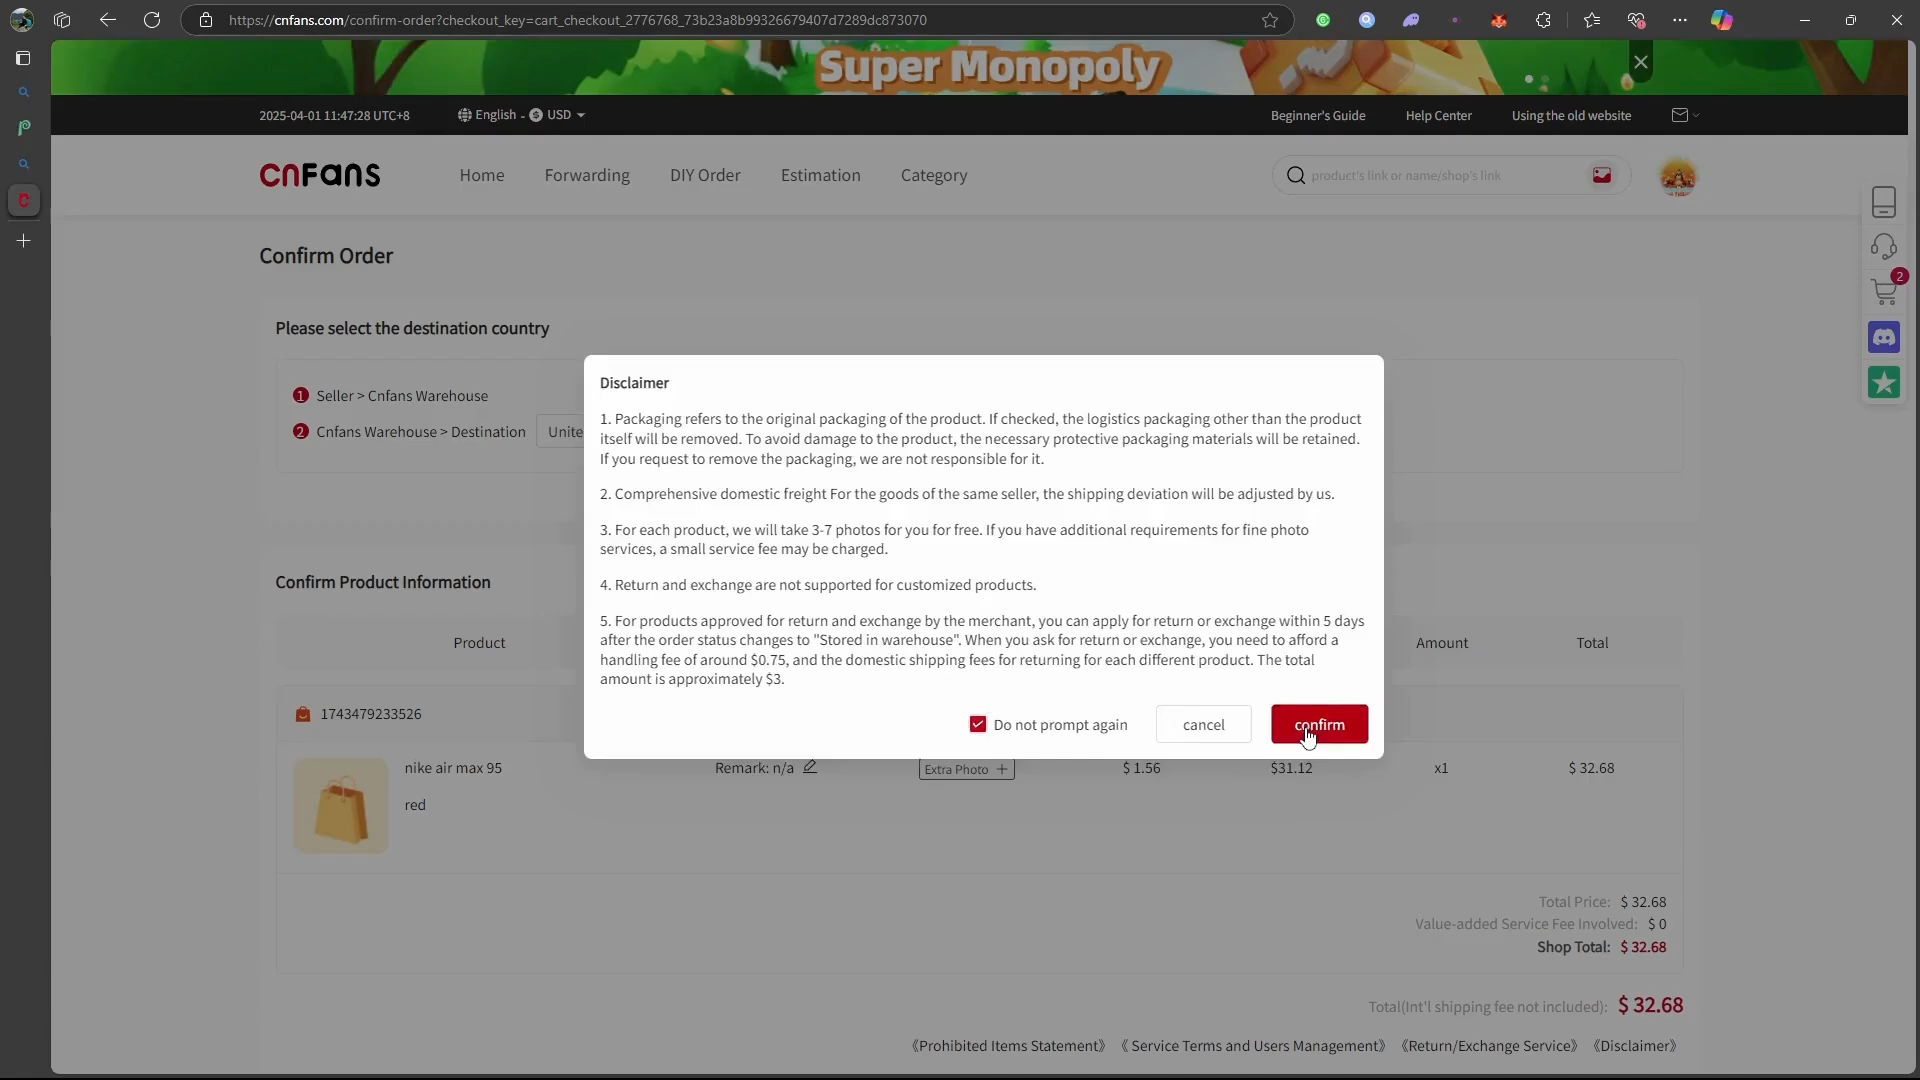 https://cnfans.com/confirm-order?checkout_key=cart_checkout_2776768_73b23a8b99326679407d7289dc873070
Super Monopoly
2025-04-01 11:47:28 UTC+8
English - $ USD
Beginner's Guide
Help Center
Using the old website
cnFans
Home
Forwarding
DIY Order
Estimation
Category
product's link or name/shop's link
2
Confirm Order
Please select the destination country
1 Seller > Cnfans Warehouse
2 Cnfans Warehouse > Destination
Unite
Disclaimer
1. Packaging refers to the original packaging of the product. If checked, the logistics packaging other than the product
itself will be removed. To avoid damage to the product, the necessary protective packaging materials will be retained.
If you request to remove the packaging, we are not responsible for it.
2. Comprehensive domestic freight For the goods of the same seller, the shipping deviation will be adjusted by us.
3. For each product, we will take 3-7 photos for you for free. If you have additional requirements for fine photo
services, a small service fee may be charged.
4. Return and exchange are not supported for customized products.
5. For products approved for return and exchange by the merchant, you can apply for return or exchange within 5 days
after the order status changes to "Stored in warehouse". When you ask for return or exchange, you need to afford a
handling fee of around $0.75, and the domestic shipping fees for returning for each different product. The total
amount is approximately $3.
Do not prompt again
cancel
confirm
Confirm Product Information
Product
Amount
Total
1743479233526
nike air max 95
red
Remark: n/a
Extra Photo +
$ 1.56
$31.12
x1
$ 32.68
Total Price: $ 32.68
Value-added Service Fee Involved: $ 0
Shop Total: $ 32.68
Total(Int'l shipping fee not included): $ 32.68
《Prohibited Items Statement》 《 Service Terms and Users Management》 《Return/Exchange Service》 《Disclaimer》